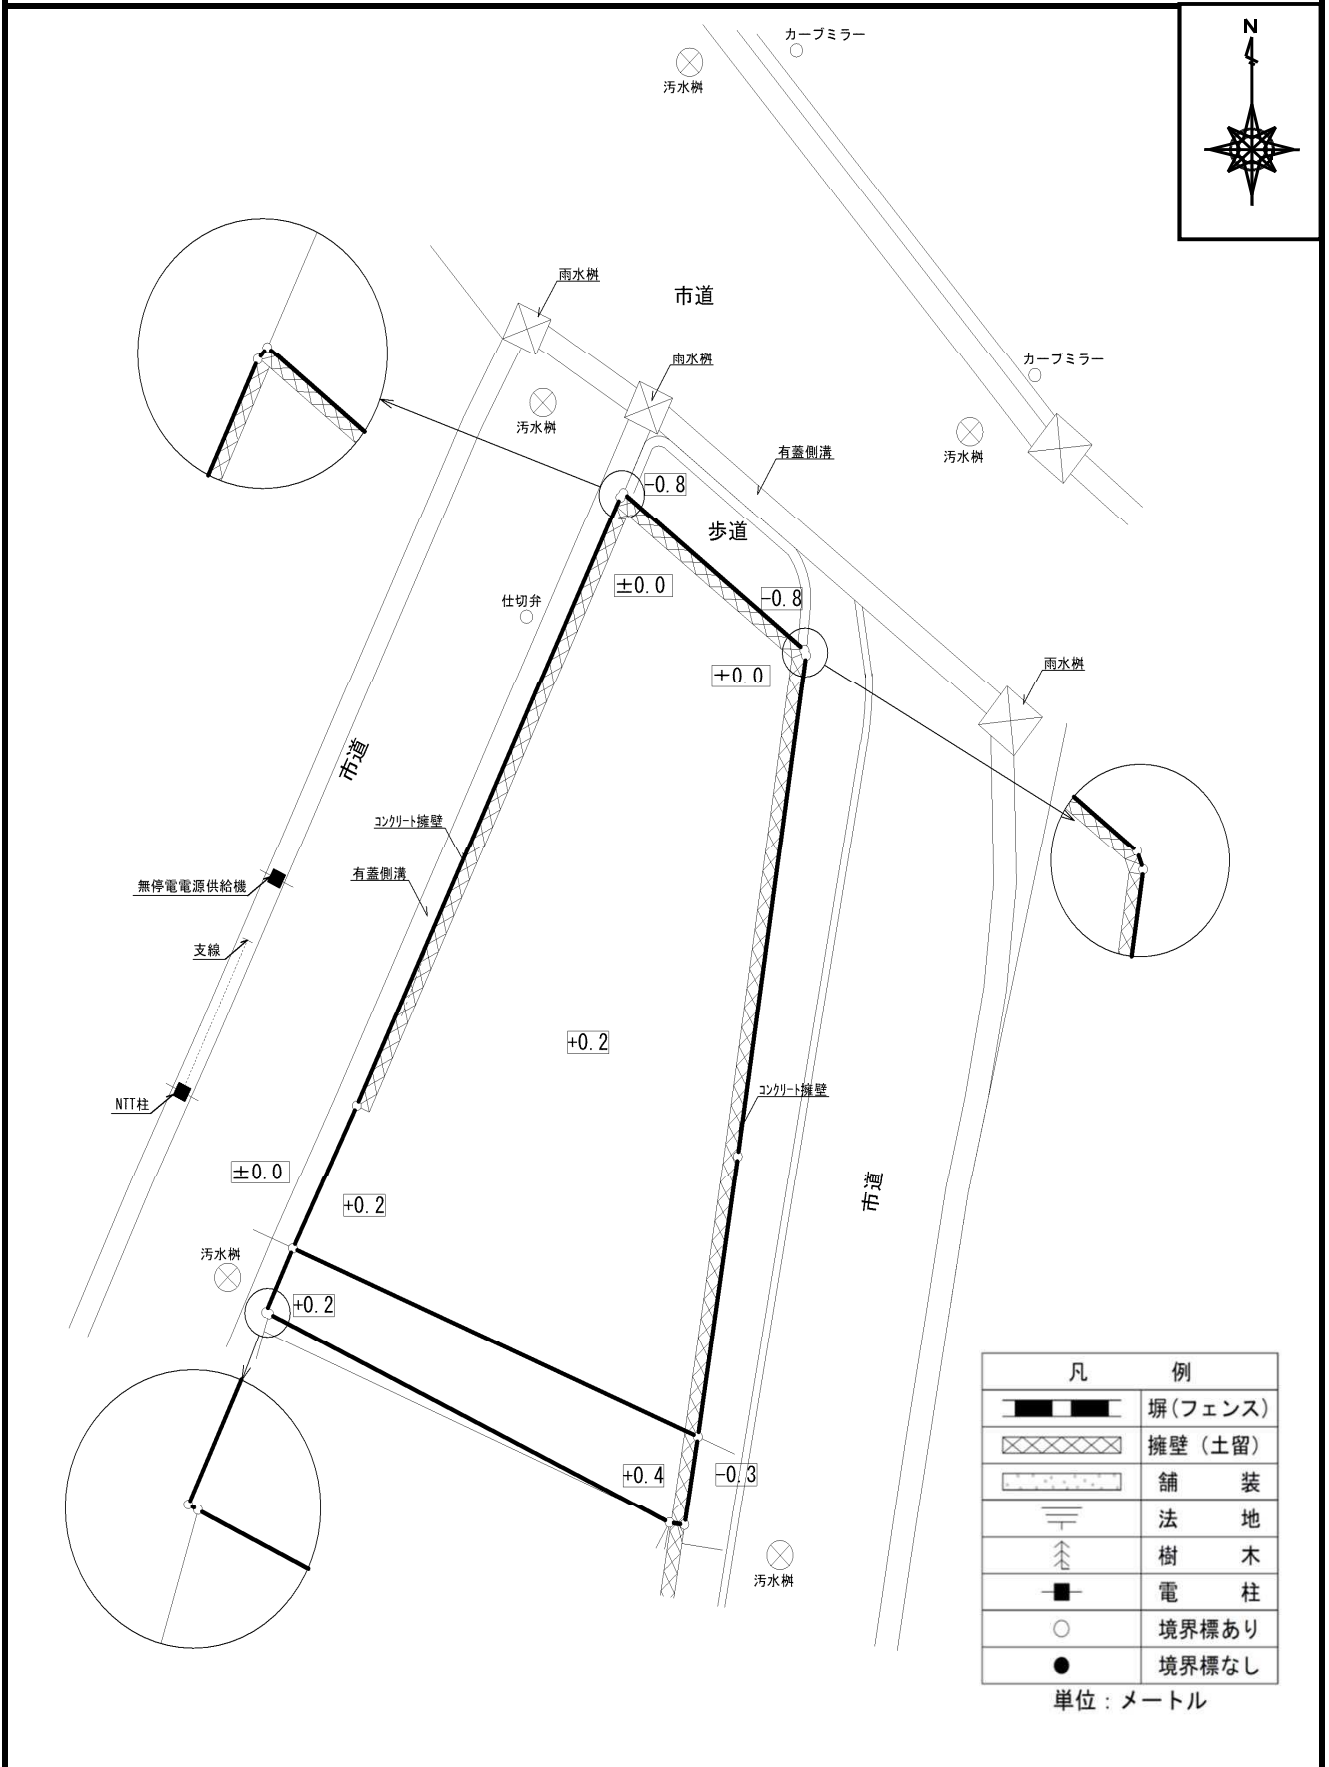 N
カーブミラー
汚水桝
雨水桝
市道
雨水桝
カーブミラー
汚水桝
有蓋側溝
汚水桝
-0.8
歩道
±0.0
-0.8
仕切弁
雨水桝
±0.0
市道
コンクリート擁壁
有蓋側溝
無停電電源供給機
支線
+0.2
コンクリート擁壁
NTT柱
±0.0
市道
+0.2
汚水桝
+0.2
+0.4
-0.3
汚水桝
凡例
塀(フェンス)
擁壁(土留)
舗装
法地
樹木
電柱
境界標あり
境界標なし
単位:メートル